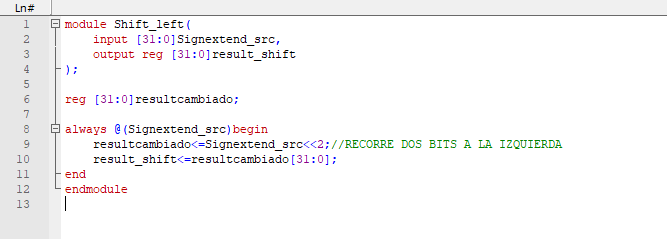 Ln#
1 module Shift_left(
2 input [31:0]Signextend_src,
3 output reg [31:0]result_shift
4 );
5
6 reg [31:0]resultcambiado;
7
8 always @(Signextend_src)begin
9 resultcambiado<=Signextend_src<<2;//RECORRE DOS BITS A LA IZQUIERDA
10 result_shift<=resultcambiado[31:0];
11 end
12 endmodule
13